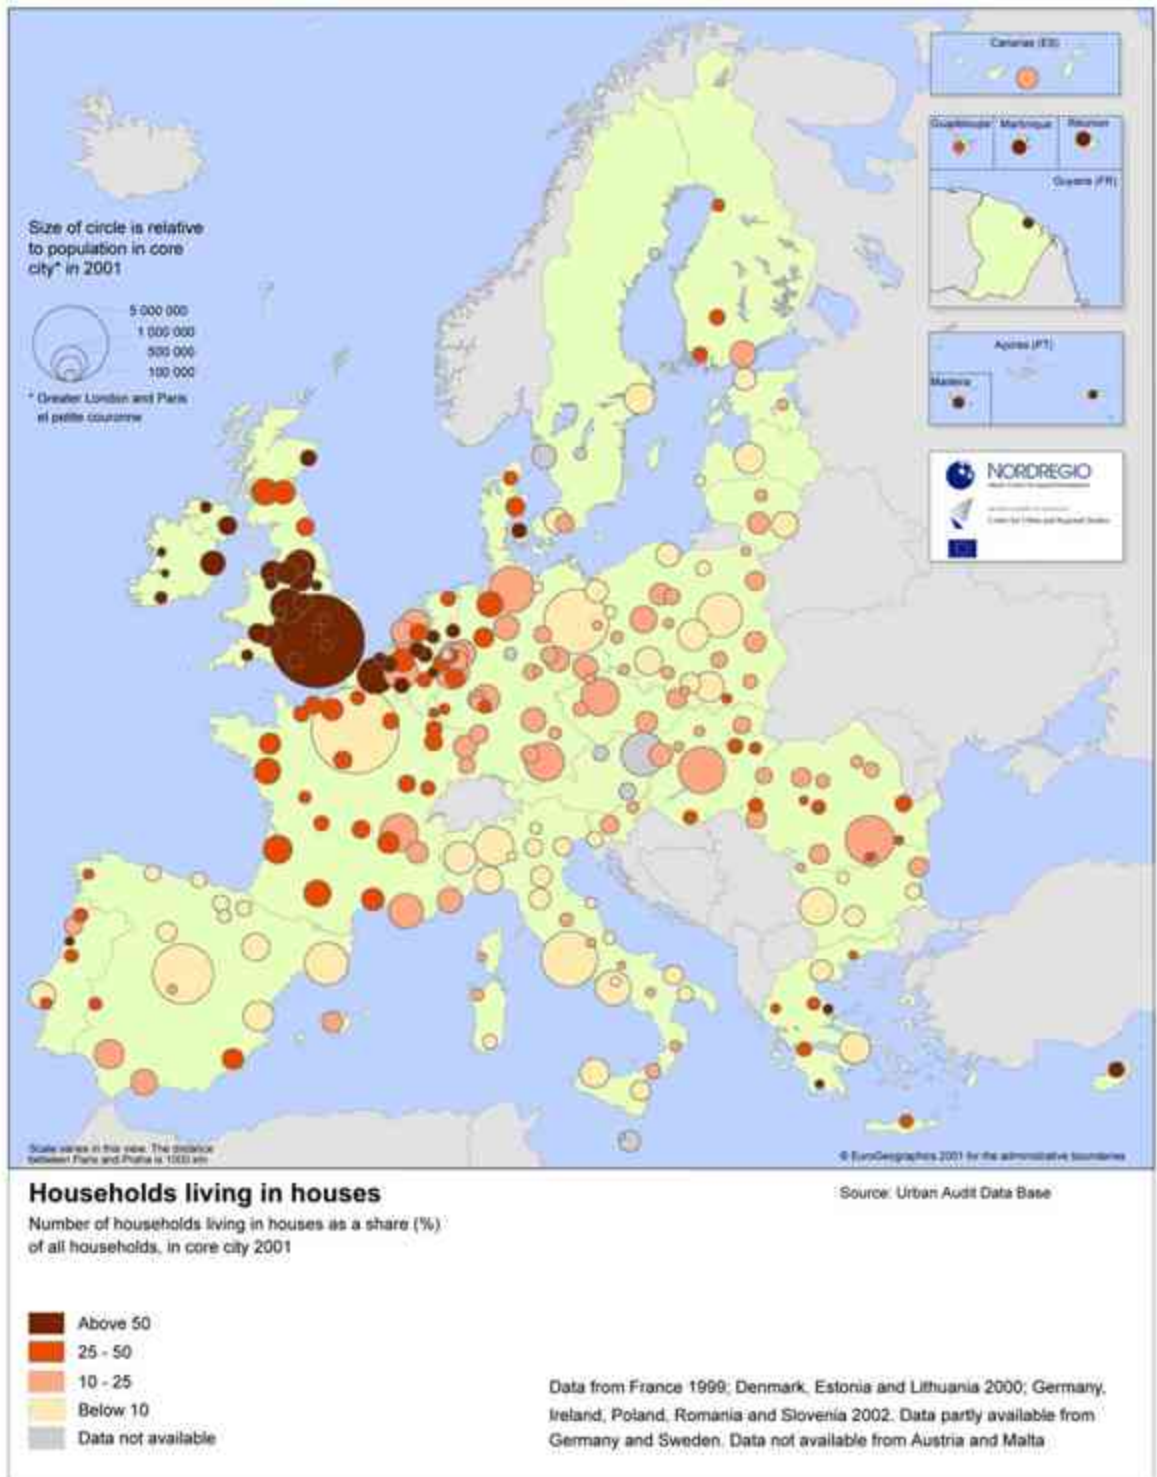 Canarias (ES)
Guadeloupe
Martinique
Réunion
Guyane (FR)
Size of circle is relative
to population in core
city* in 2001
5 000 000
1 000 000
500 000
100 000
* Greater London and Paris
et petite couronne
Açores (PT)
Madeira
NORDREGIO
Scale varies in this view. The distance
between Paris and Praha is 1000 km
© EuroGeographics 2001 for the administrative boundaries
Households living in houses
Source: Urban Audit Data Base
Number of households living in houses as a share (%)
of all households, in core city 2001
Above 50
25 - 50
10 - 25
Below 10
Data not available
Data from France 1999; Denmark, Estonia and Lithuania 2000; Germany,
Ireland, Poland, Romania and Slovenia 2002. Data partly available from
Germany and Sweden. Data not available from Austria and Malta